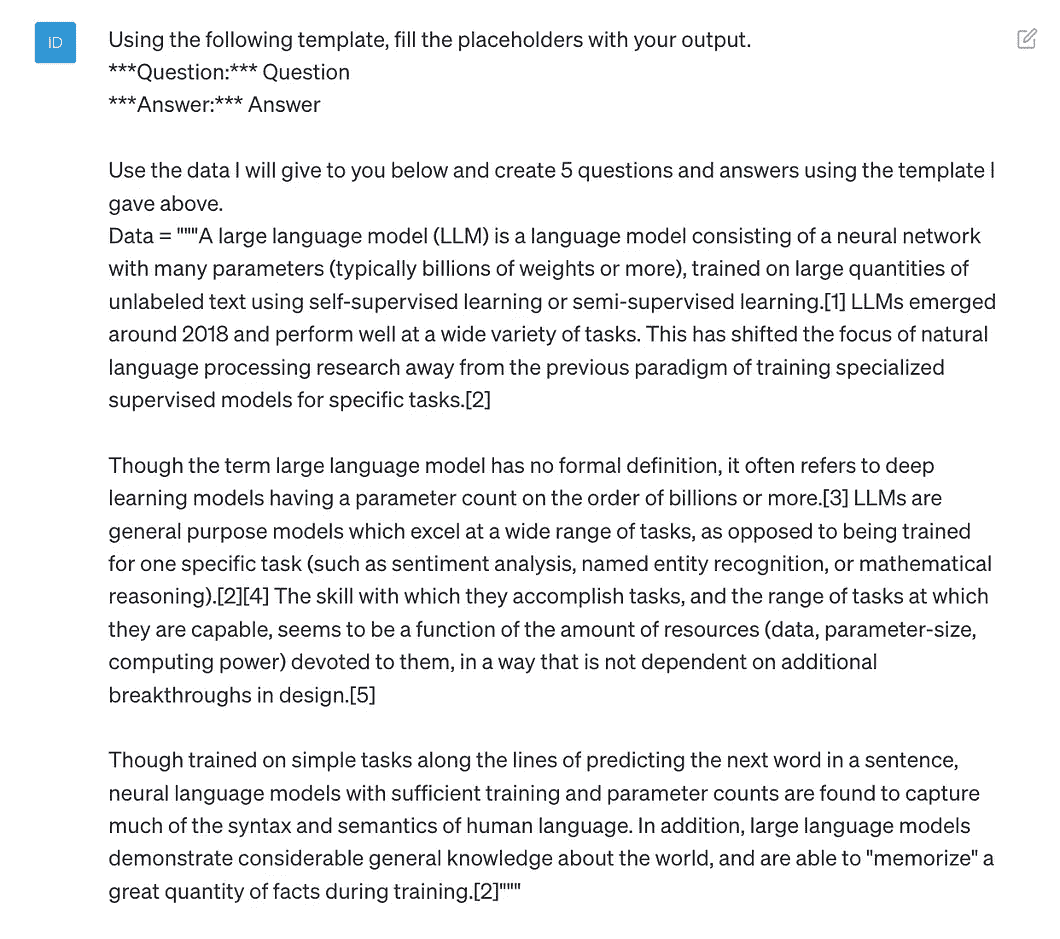 ID
Using the following template, fill the placeholders with your output.
***Question:*** Question
***Answer:*** Answer
Use the data I will give to you below and create 5 questions and answers using the template I
gave above.
Data = """A large language model (LLM) is a language model consisting of a neural network
with many parameters (typically billions of weights or more), trained on large quantities of
unlabeled text using self-supervised learning or semi-supervised learning.[1] LLMs emerged
around 2018 and perform well at a wide variety of tasks. This has shifted the focus of natural
language processing research away from the previous paradigm of training specialized
supervised models for specific tasks.[2]
Though the term large language model has no formal definition, it often refers to deep
learning models having a parameter count on the order of billions or more.[3] LLMs are
general purpose models which excel at a wide range of tasks, as opposed to being trained
for one specific task (such as sentiment analysis, named entity recognition, or mathematical
reasoning).[2][4] The skill with which they accomplish tasks, and the range of tasks at which
they are capable, seems to be a function of the amount of resources (data, parameter-size,
computing power) devoted to them, in a way that is not dependent on additional
breakthroughs in design.[5]
Though trained on simple tasks along the lines of predicting the next word in a sentence,
neural language models with sufficient training and parameter counts are found to capture
much of the syntax and semantics of human language. In addition, large language models
demonstrate considerable general knowledge about the world, and are able to "memorize" a
great quantity of facts during training.[2]"""